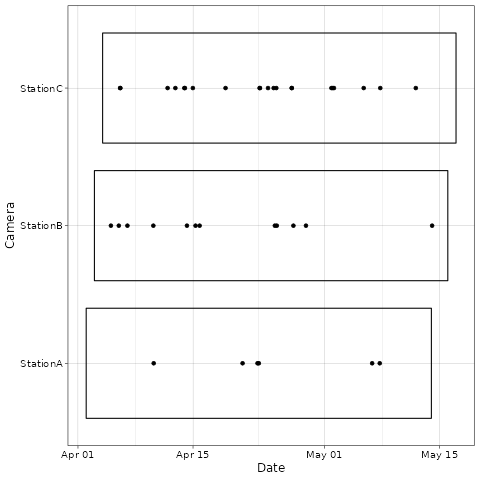 StationC
StationB
StationA
Camera
Apr 01 Apr 15 May 01 May 15
Date